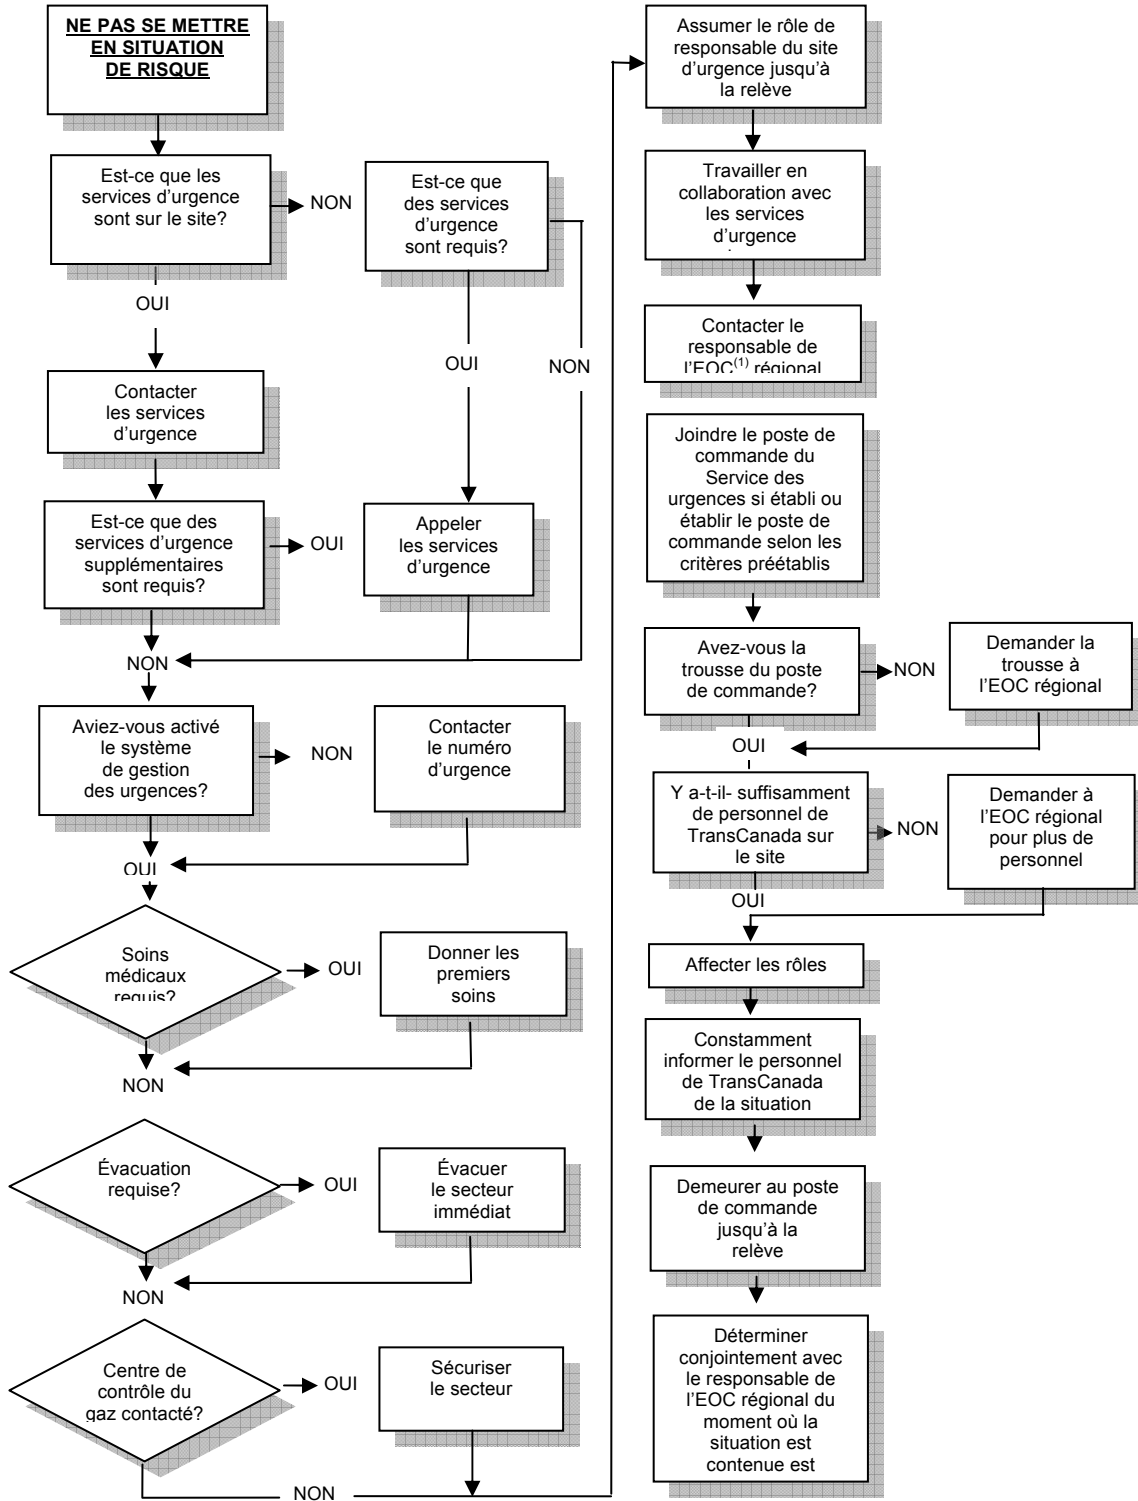 NE PAS SE METTRE
EN SITUATION
DE RISQUE
Est-ce que les
services d’urgence
sont sur le site?
NON
Est-ce que
des services
d’urgence
sont requis?
OUI
OUI
NON
Contacter
les services
d’urgence
Est-ce que des
services d’urgence
supplémentaires
sont requis?
OUI
Appeler
les services
d’urgence
NON
Aviez-vous activé
le système
de gestion
des urgences?
NON
Contacter
le numéro
d’urgence
OUI
Soins
médicaux
requis?
OUI
Donner les
premiers
soins
NON
Évacuation
requise?
OUI
Évacuer
le secteur
immédiat
NON
Centre de
contrôle du
gaz contacté?
OUI
Sécuriser
le secteur
NON
Assumer le rôle de
responsable du site
d’urgence jusqu’à
la relève
Travailler en
collaboration avec
les services
d’urgence
Contacter le
responsable de
l’EOC(1) régional
Joindre le poste de
commande du
Service des
urgences si établi ou
établir le poste de
commande selon les
critères préétablis
Avez-vous la
trousse du poste
de commande?
NON
Demander la
trousse à
l’EOC régional
OUI
Y a-t-il- suffisamment
de personnel de
TransCanada sur
le site
NON
Demander à
l’EOC régional
pour plus de
personnel
OUI
Affecter les rôles
Constamment
informer le personnel
de TransCanada
de la situation
Demeurer au poste
de commande
jusqu’à la
relève
Déterminer
conjointement avec
le responsable de
l’EOC régional du
moment où la
situation est
contenue est